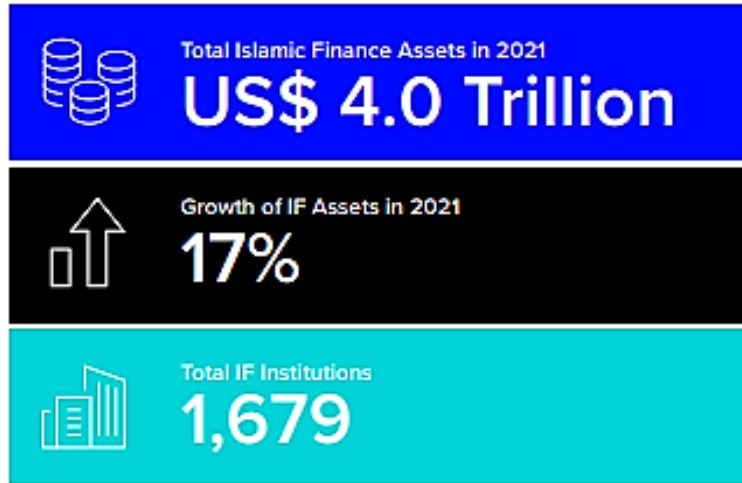 Total Islamic Finance Assets in 2021
US$ 4.0 Trillion
Growth of IF Assets in 2021
17%
Total IF Institutions
1,679